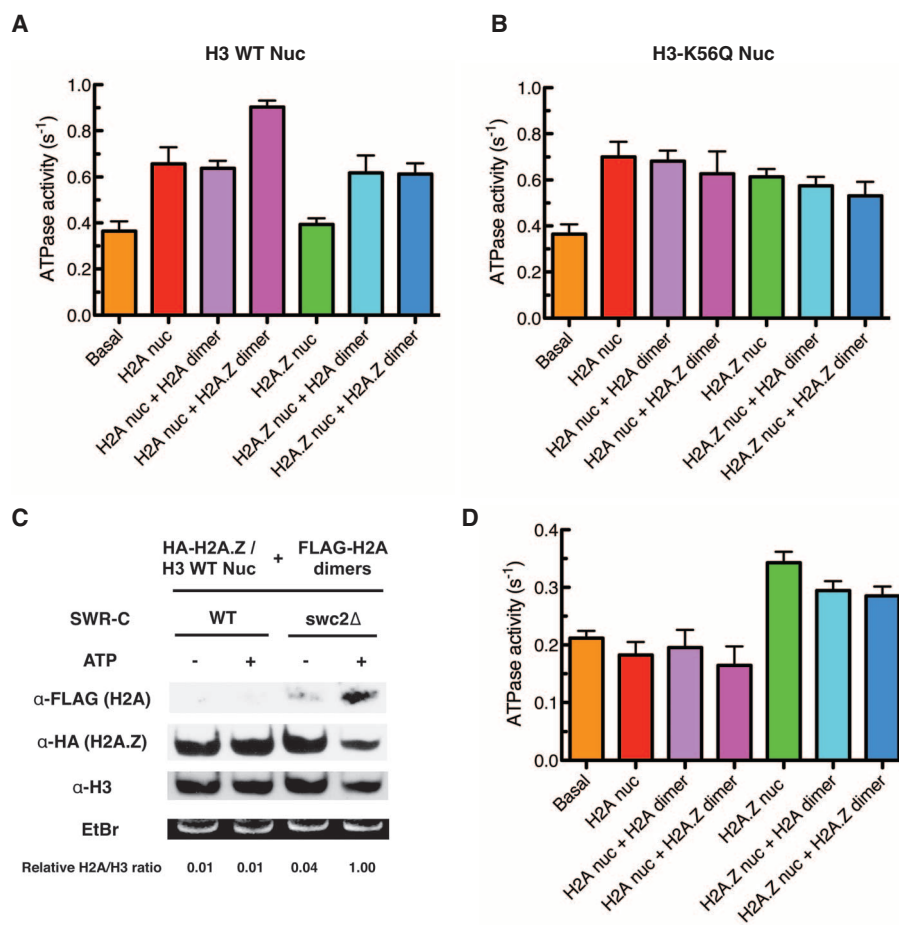 A
H3 WT Nuc
ATPase activity (s-1)
1.0
0.8
0.6
0.4
0.2
0.0
Basal
H2A nuc
H2A nuc + H2A dimer
H2A nuc + H2A.Z dimer
H2A.Z nuc
H2A.Z nuc + H2A dimer
H2A.Z nuc + H2A.Z dimer
B
H3-K56Q Nuc
ATPase activity (s-1)
1.0
0.8
0.6
0.4
0.2
0.0
Basal
H2A nuc
H2A nuc + H2A dimer
H2A nuc + H2A.Z dimer
H2A.Z nuc
H2A.Z nuc + H2A dimer
H2A.Z nuc + H2A.Z dimer
C
HA-H2A.Z / H3 WT Nuc + FLAG-H2A dimers
SWR-C WT swc2Δ
ATP - + - +
α-FLAG (H2A)
α-HA (H2A.Z)
α-H3
EtBr
Relative H2A/H3 ratio 0.01 0.01 0.04 1.00
D
ATPase activity (s-1)
0.4
0.3
0.2
0.1
0.0
Basal
H2A nuc
H2A nuc + H2A dimer
H2A nuc + H2A.Z dimer
H2A.Z nuc
H2A.Z nuc + H2A dimer
H2A.Z nuc + H2A.Z dimer